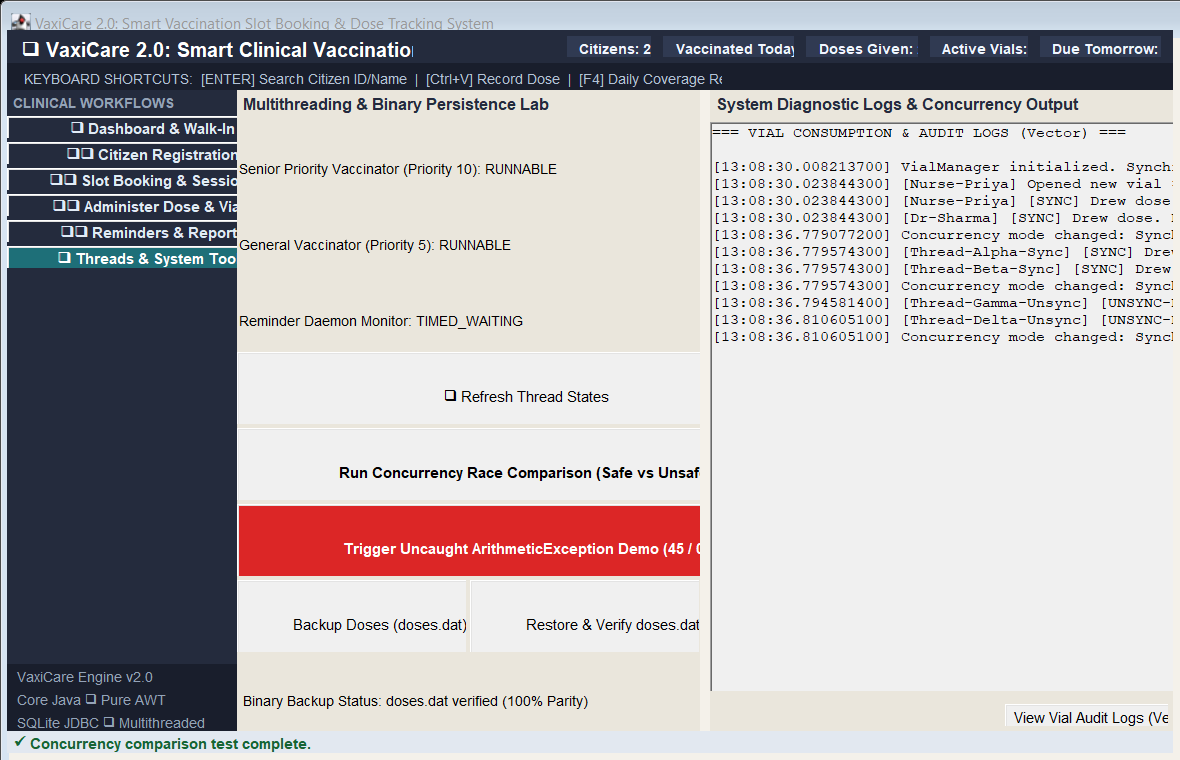 VaxiCare 2.0: Smart Vaccination Slot Booking & Dose Tracking System
❑ VaxiCare 2.0: Smart Clinical Vaccination
Citizens: 2
Vaccinated Today
Doses Given:
Active Vials:
Due Tomorrow:
KEYBOARD SHORTCUTS: [ENTER] Search Citizen ID/Name | [Ctrl+V] Record Dose | [F4] Daily Coverage Re
CLINICAL WORKFLOWS
❑ Dashboard & Walk-In
❑❑ Citizen Registration
❑❑ Slot Booking & Sessio
❑❑ Administer Dose & Via
❑❑ Reminders & Report
❑ Threads & System Too
VaxiCare Engine v2.0
Core Java ❑ Pure AWT
SQLite JDBC ❑ Multithreaded
Multithreading & Binary Persistence Lab
Senior Priority Vaccinator (Priority 10): RUNNABLE
General Vaccinator (Priority 5): RUNNABLE
Reminder Daemon Monitor: TIMED_WAITING
❑ Refresh Thread States
Run Concurrency Race Comparison (Safe vs Unsaf
Trigger Uncaught ArithmeticException Demo (45 / 0
Backup Doses (doses.dat)
Restore & Verify doses.dat
Binary Backup Status: doses.dat verified (100% Parity)
System Diagnostic Logs & Concurrency Output
=== VIAL CONSUMPTION & AUDIT LOGS (Vector) ===
[13:08:30.008213700] VialManager initialized. Synch
[13:08:30.023844300] [Nurse-Priya] Opened new vial
[13:08:30.023844300] [Nurse-Priya] [SYNC] Drew dose
[13:08:30.023844300] [Dr-Sharma] [SYNC] Drew dose.
[13:08:36.779077200] Concurrency mode changed: Synch
[13:08:36.779574300] [Thread-Alpha-Sync] [SYNC] Drew
[13:08:36.779574300] [Thread-Beta-Sync] [SYNC] Drew
[13:08:36.779574300] Concurrency mode changed: Synch
[13:08:36.794581400] [Thread-Gamma-Unsync] [UNSYNC-
[13:08:36.810605100] [Thread-Delta-Unsync] [UNSYNC-
[13:08:36.810605100] Concurrency mode changed: Synch
View Vial Audit Logs (Ve
✓ Concurrency comparison test complete.